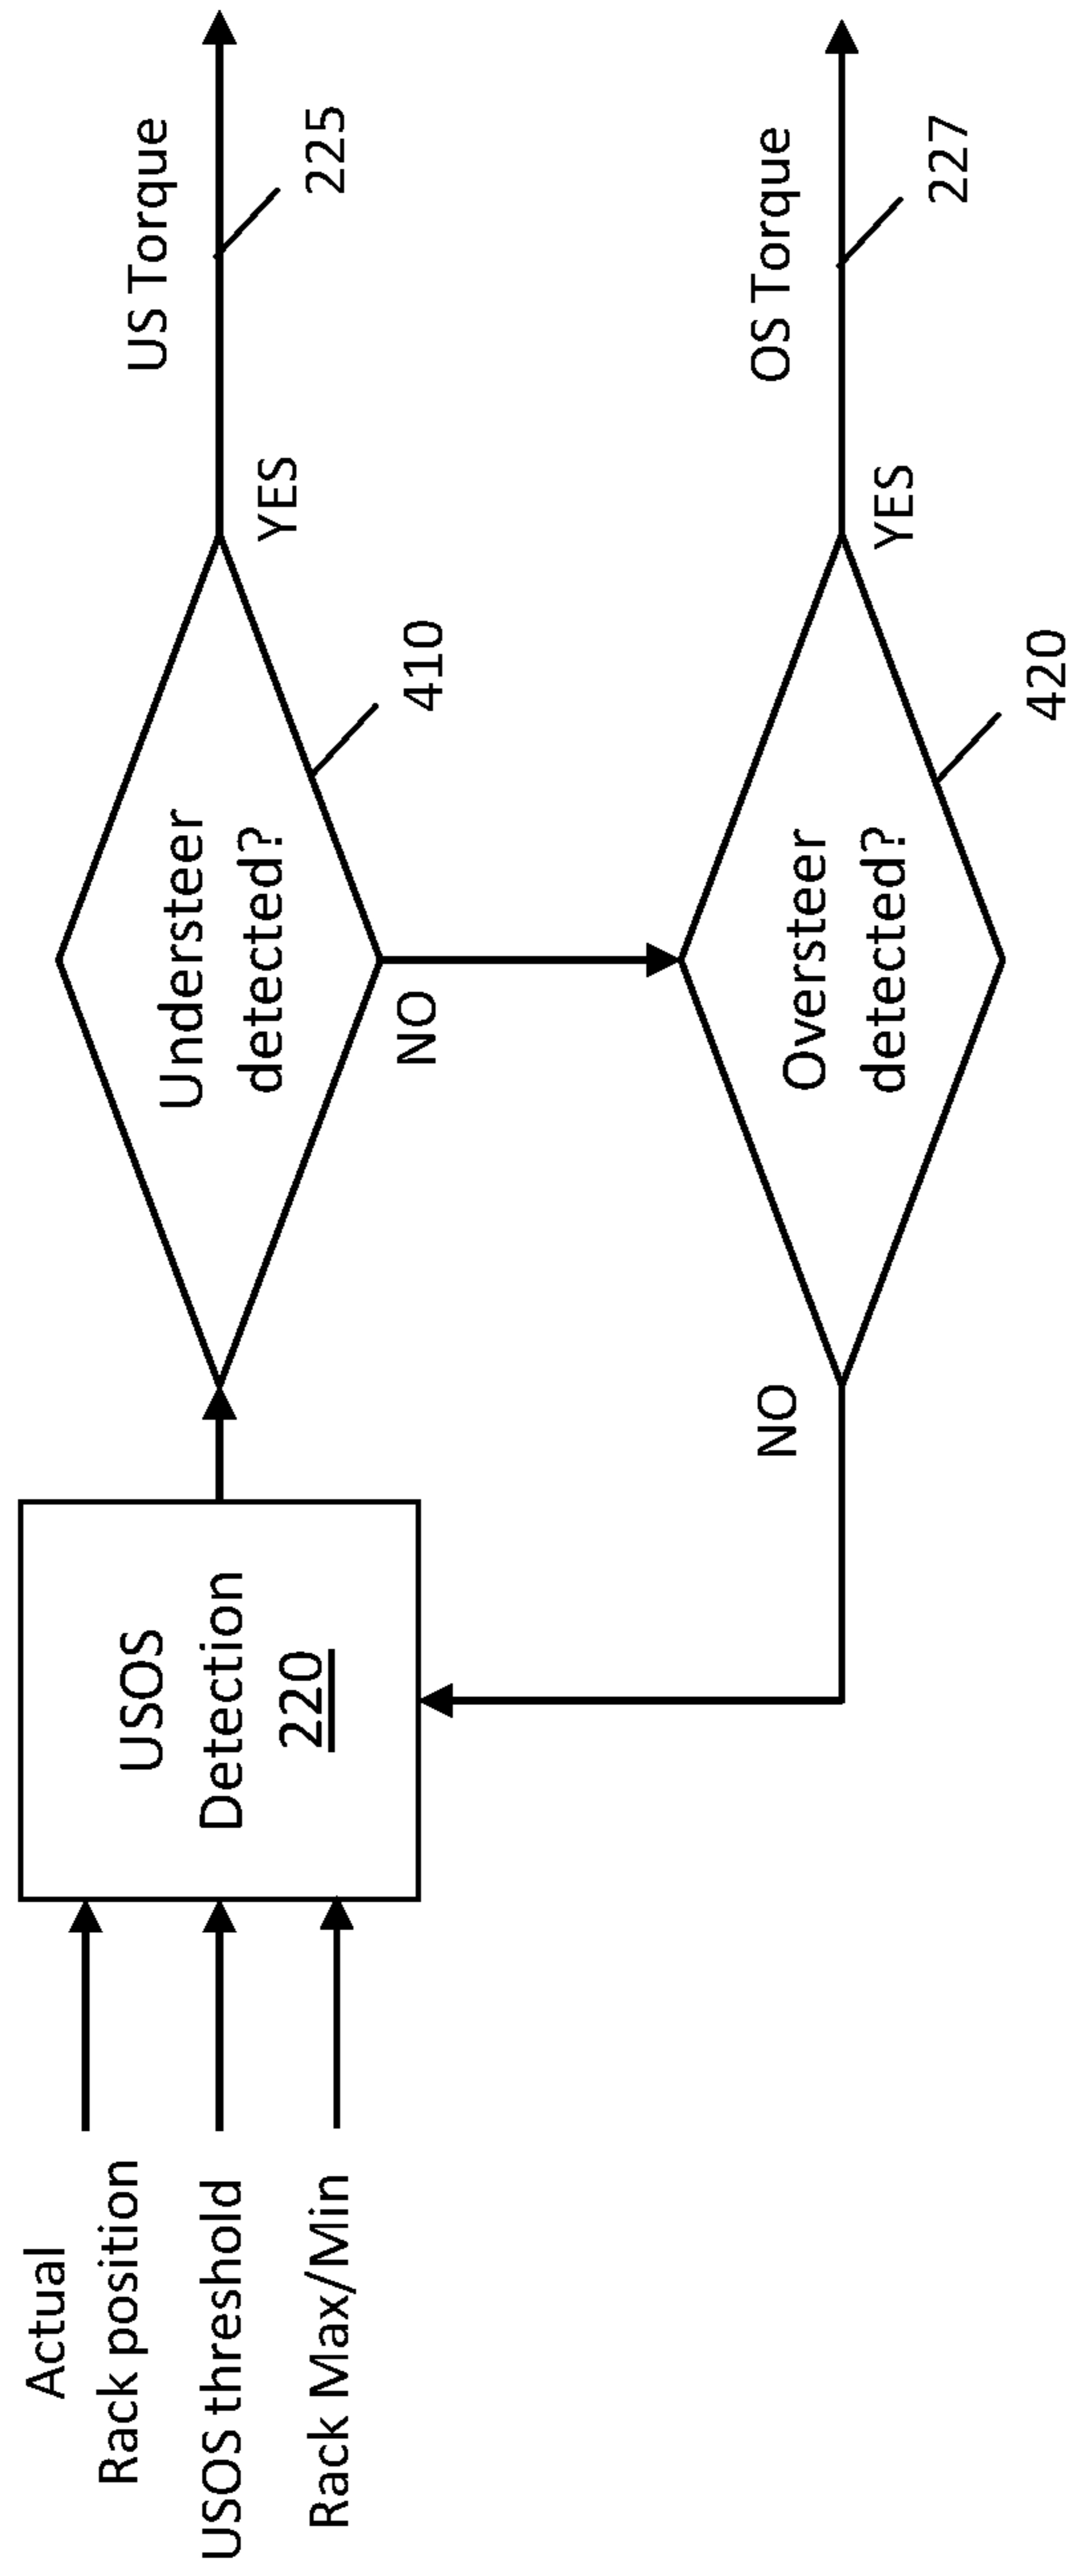 Actual
Rack position
USOS threshold
Rack Max/Min
USOS
Detection
220
Understeer
detected?
410
YES
US Torque
225
NO
Oversteer
detected?
420
YES
OS Torque
227
NO